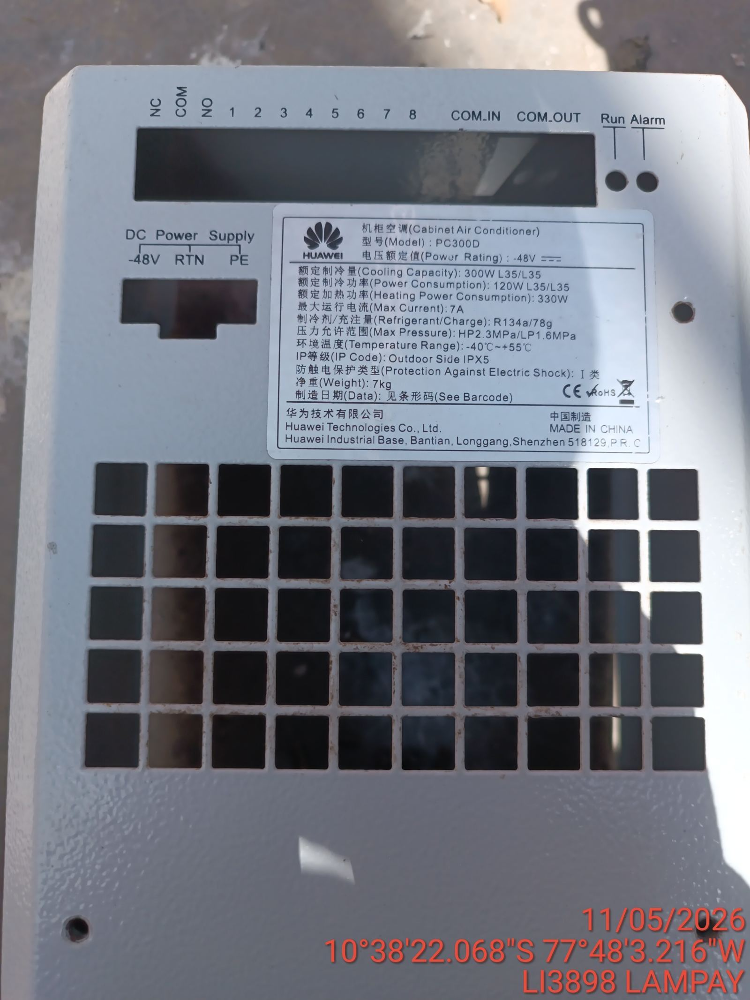 NC COM NO 1 2 3 4 5 6 7 8 COM_IN COM_OUT Run Alarm
DC Power Supply
-48V RTN PE
HUAWEI
机柜空调(Cabinet Air Conditioner)
型号(Model) : PC300D
电压额定值(Power Rating) : -48V
额定制冷量(Cooling Capacity): 300W L35/L35
额定制冷功率(Power Consumption): 120W L35/L35
额定加热功率(Heating Power Consumption): 330W
最大运行电流(Max Current): 7A
制冷剂/充注量(Refrigerant/Charge): R134a/78g
压力允许范围(Max Pressure): HP2.3MPa/LP1.6MPa
环境温度(Temperature Range): -40℃~+55℃
IP等级(IP Code): Outdoor Side IPX5
防触电保护类型(Protection Against Electric Shock): I 类
净重(Weight): 7kg
制造日期(Data): 见条形码(See Barcode)
CE RoHS
华为技术有限公司
中国制造
Huawei Technologies Co., Ltd.
MADE IN CHINA
Huawei Industrial Base, Bantian, Longgang,Shenzhen 518129,P.R. C
11/05/2026
10°38'22.068"S 77°48'3.216"W
LI3898 LAMPAY